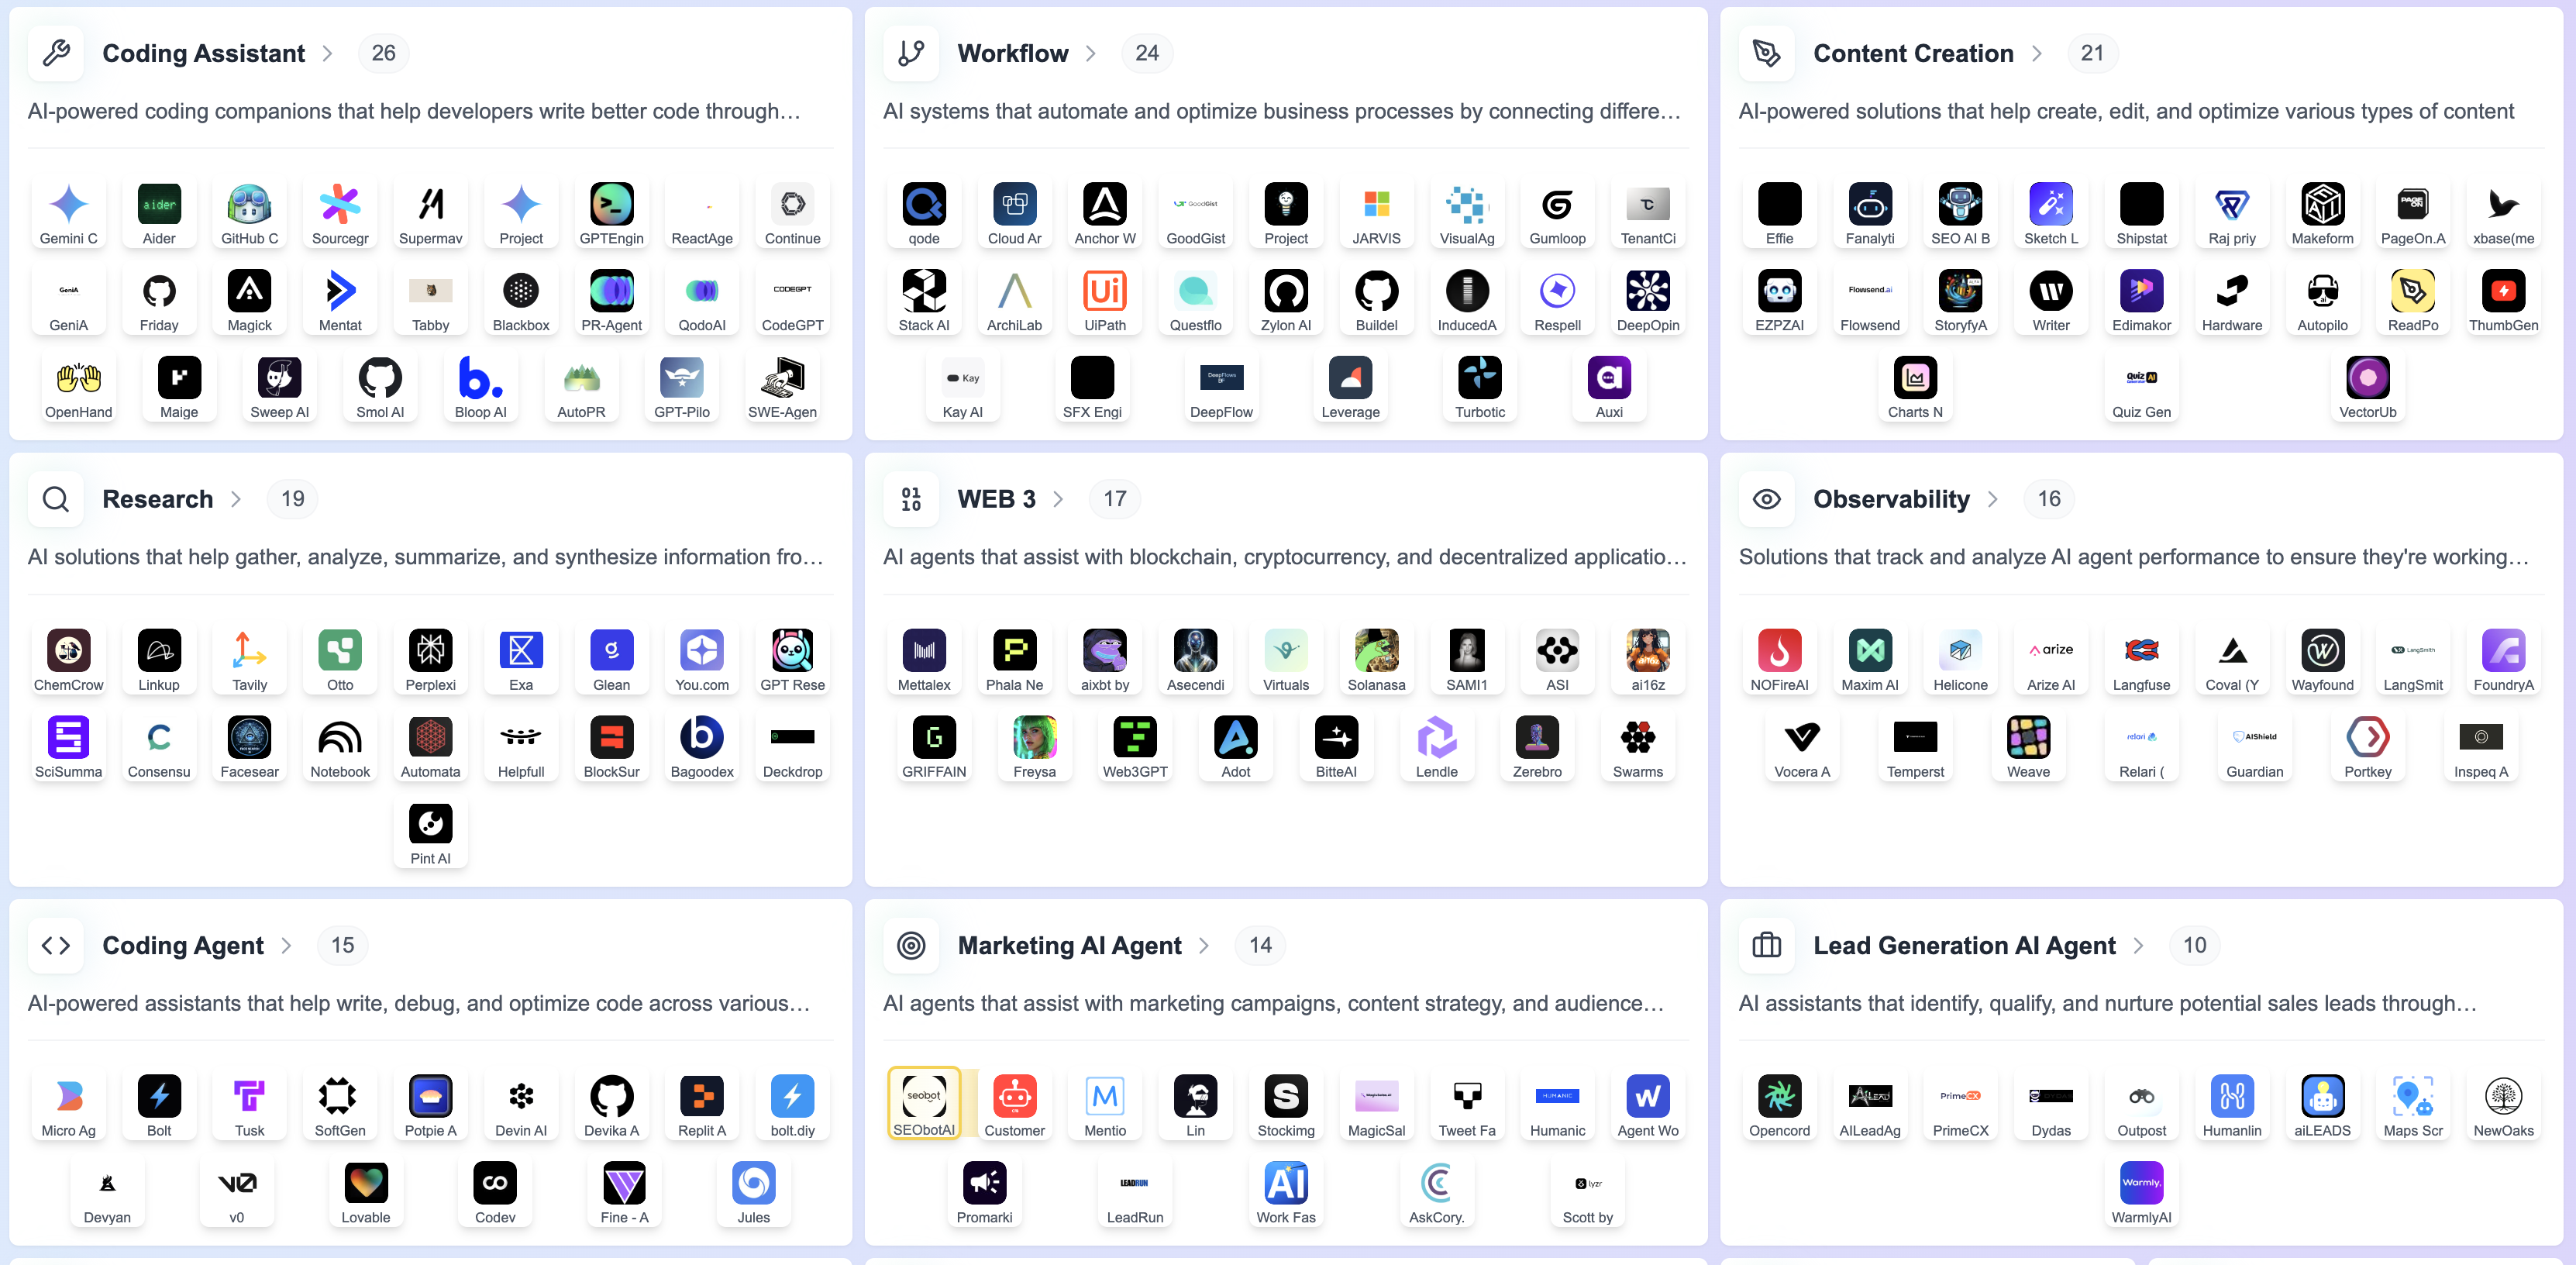 Coding Assistant > 26
AI-powered coding companions that help developers write better code through...
Gemini C Aider GitHub C Sourcegr Supermav Project GPTEngin ReactAge Continue
GeniA Friday Magick Mentat Tabby Blackbox PR-Agent QodoAI CodeGPT
OpenHand Maige Sweep AI Smol AI Bloop AI AutoPR GPT-Pilo SWE-Agen
Workflow > 24
AI systems that automate and optimize business processes by connecting differe...
qode Cloud Ar Anchor W GoodGist Project JARVIS VisualAg Gumloop TenantCi
Stack AI ArchiLab UiPath Questflo Zylon AI Buildel InducedA Respell DeepOpin
Kay AI SFX Engi DeepFlow Leverage Turbotic Auxi
Content Creation > 21
AI-powered solutions that help create, edit, and optimize various types of content
Effie Fanalyti SEO AI B Sketch L Shipstat Raj priy Makeform PageOn.A xbase(me
EZPZAI Flowsend StoryfyA Writer Edimakor Hardware Autopilo ReadPo ThumbGen
Charts N Quiz Gen VectorUb
Research > 19
AI solutions that help gather, analyze, summarize, and synthesize information fro...
ChemCrow Linkup Tavily Otto Perplexi Exa Glean You.com GPT Rese
SciSumma Consensu Facesear Notebook Automata Helpfull BlockSur Bagoodex Deckdrop
Pint AI
WEB 3 > 17
AI agents that assist with blockchain, cryptocurrency, and decentralized applicatio...
Mettalex Phala Ne aixbt by Asecendi Virtuals Solanasa SAMI1 ASI ai16z
GRIFFAIN Freysa Web3GPT Adot BitteAI Lendle Zerebro Swarms
Observability > 16
Solutions that track and analyze AI agent performance to ensure they're working...
NOFireAI Maxim AI Helicone Arize AI Langfuse Coval (Y Wayfound LangSmit FoundryA
Vocera A Temperst Weave Relari ( Guardian Portkey Inspeq A
Coding Agent > 15
AI-powered assistants that help write, debug, and optimize code across various...
Micro Ag Bolt Tusk SoftGen Potpie A Devin AI Devika A Replit A bolt.diy
Devyan v0 Lovable Codev Fine - A Jules
Marketing AI Agent > 14
AI agents that assist with marketing campaigns, content strategy, and audience...
SEObotAI Customer Mentio Lin Stockimg MagicSal Tweet Fa Humanic Agent Wo
Promarki LeadRun Work Fas AskCory. Scott by
Lead Generation AI Agent > 10
AI assistants that identify, qualify, and nurture potential sales leads through...
Opencord AILeadAg PrimeCX Dydas Outpost Humanlin aiLEADS Maps Scr NewOaks
WarmlyAI